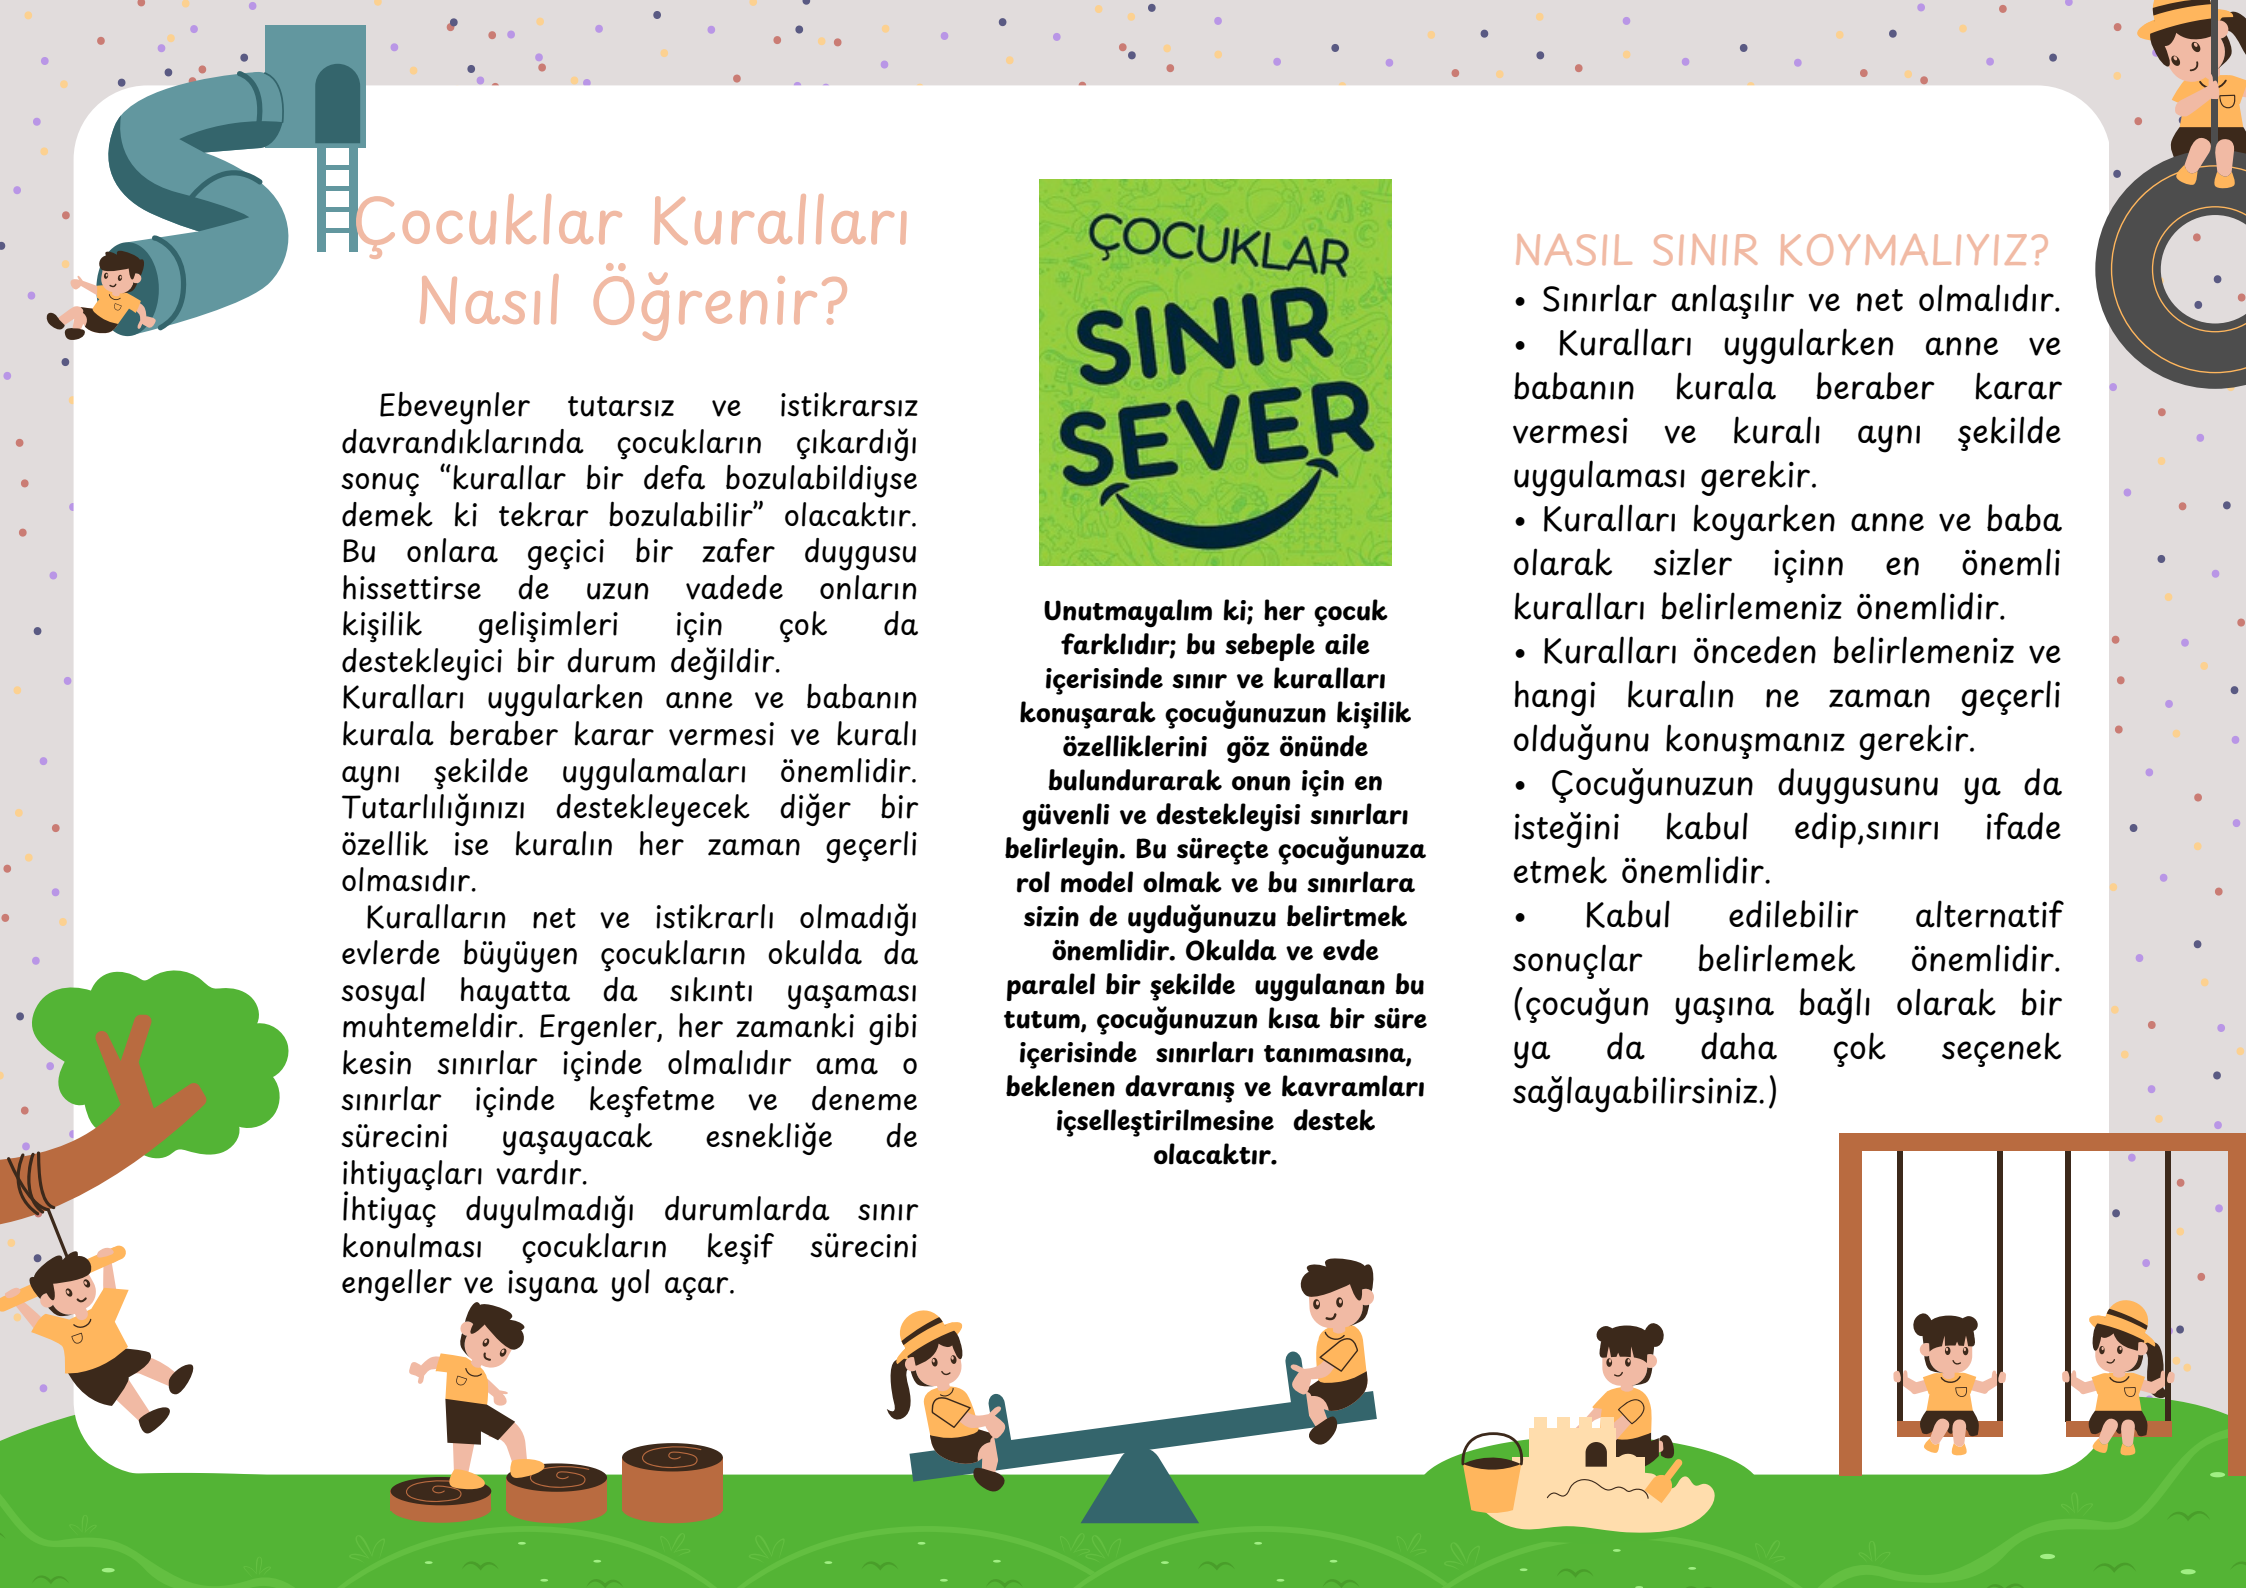 Çocuklar Kuralları
Nasıl Öğrenir?
Ebeveynler tutarsız ve istikrarsız
davrandıklarında çocukların çıkardığı
sonuç “kurallar bir defa bozulabildiyse
demek ki tekrar bozulabilir” olacaktır.
Bu onlara geçici bir zafer duygusu
hissettirse de uzun vadede onların
kişilik gelişimleri için çok da
destekleyici bir durum değildir.
Kuralları uygularken anne ve babanın
kurala beraber karar vermesi ve kuralı
aynı şekilde uygulamaları önemlidir.
Tutarlılığınızı destekleyecek diğer bir
özellik ise kuralın her zaman geçerli
olmasıdır.
Kuralların net ve istikrarlı olmadığı
evlerde büyüyen çocukların okulda da
sosyal hayatta da sıkıntı yaşaması
muhtemeldir. Ergenler, her zamanki gibi
kesin sınırlar içinde olmalıdır ama o
sınırlar içinde keşfetme ve deneme
sürecini yaşayacak esnekliğe de
ihtiyaçları vardır.
İhtiyaç duyulmadığı durumlarda sınır
konulması çocukların keşif sürecini
engeller ve isyana yol açar.
ÇOCUKLAR
SINIR
SEVER
Unutmayalım ki; her çocuk
farklıdır; bu sebeple aile
içerisinde sınır ve kuralları
konuşarak çocuğunuzun kişilik
özelliklerini göz önünde
bulundurarak onun için en
güvenli ve destekleyisi sınırları
belirleyin. Bu süreçte çocuğunuza
rol model olmak ve bu sınırlara
sizin de uyduğunuzu belirtmek
önemlidir. Okulda ve evde
paralel bir şekilde uygulanan bu
tutum, çocuğunuzun kısa bir süre
içerisinde sınırları tanımasına,
beklenen davranış ve kavramları
içselleştirilmesine destek
olacaktır.
NASIL SINIR KOYMALIYIZ?
• Sınırlar anlaşılır ve net olmalıdır.
• Kuralları uygularken anne ve
babanın kurala beraber karar
vermesi ve kuralı aynı şekilde
uygulaması gerekir.
• Kuralları koyarken anne ve baba
olarak sizler içinn en önemli
kuralları belirlemeniz önemlidir.
• Kuralları önceden belirlemeniz ve
hangi kuralın ne zaman geçerli
olduğunu konuşmanız gerekir.
• Çocuğunuzun duygusunu ya da
isteğini kabul edip,sınırı ifade
etmek önemlidir.
• Kabul edilebilir alternatif
sonuçlar belirlemek önemlidir.
(çocuğun yaşına bağlı olarak bir
ya da daha çok seçenek
sağlayabilirsiniz.)